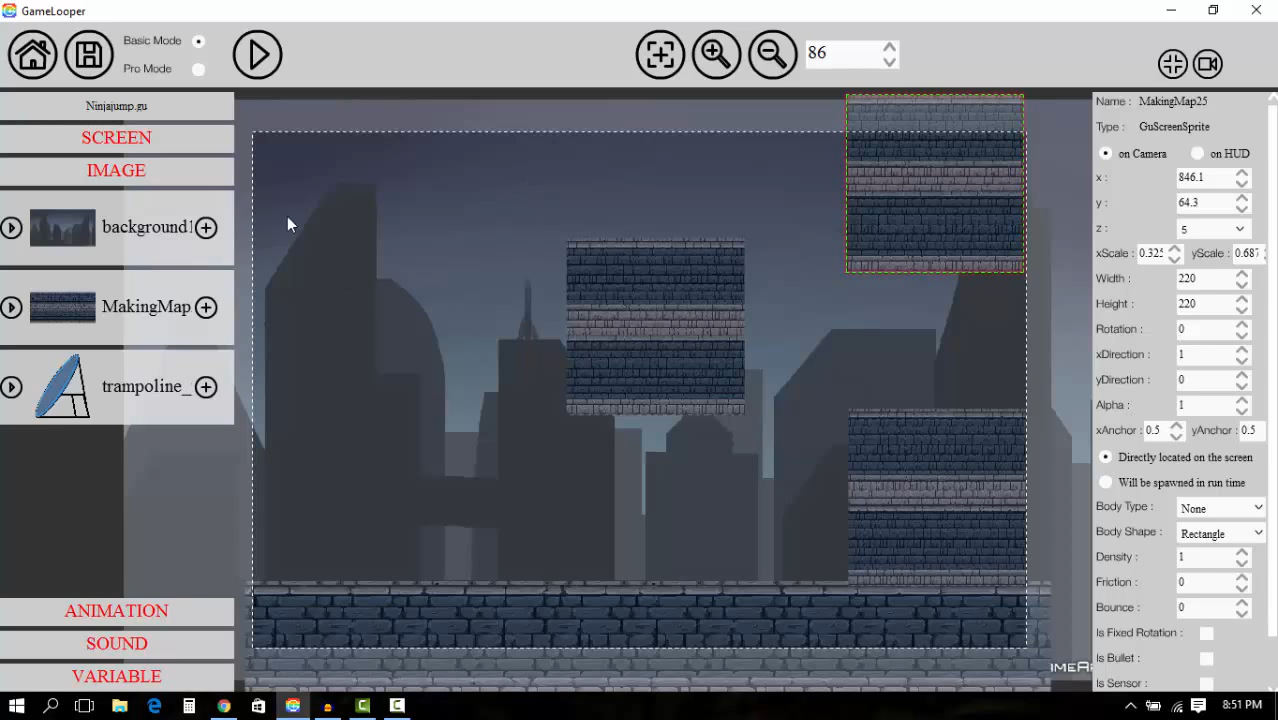 GameLooper
Basic Mode
Pro Mode
86
Ninjajump.gu
SCREEN
IMAGE
background1
MakingMap
trampoline_
ANIMATION
SOUND
VARIABLE
Name : MakingMap25
Type : GuScreenSprite
on Camera on HUD
x : 846.1
y : 64.3
z : 5
xScale : 0.325 yScale : 0.687
Width : 220
Height : 220
Rotation : 0
xDirection : 1
yDirection : 0
Alpha : 1
xAnchor : 0.5 yAnchor : 0.5
Directly located on the screen
Will be spawned in run time
Body Type : None
Body Shape : Rectangle
Density : 1
Friction : 0
Bounce : 0
Is Fixed Rotation :
Is Bullet :
Is Sensor :
8:51 PM